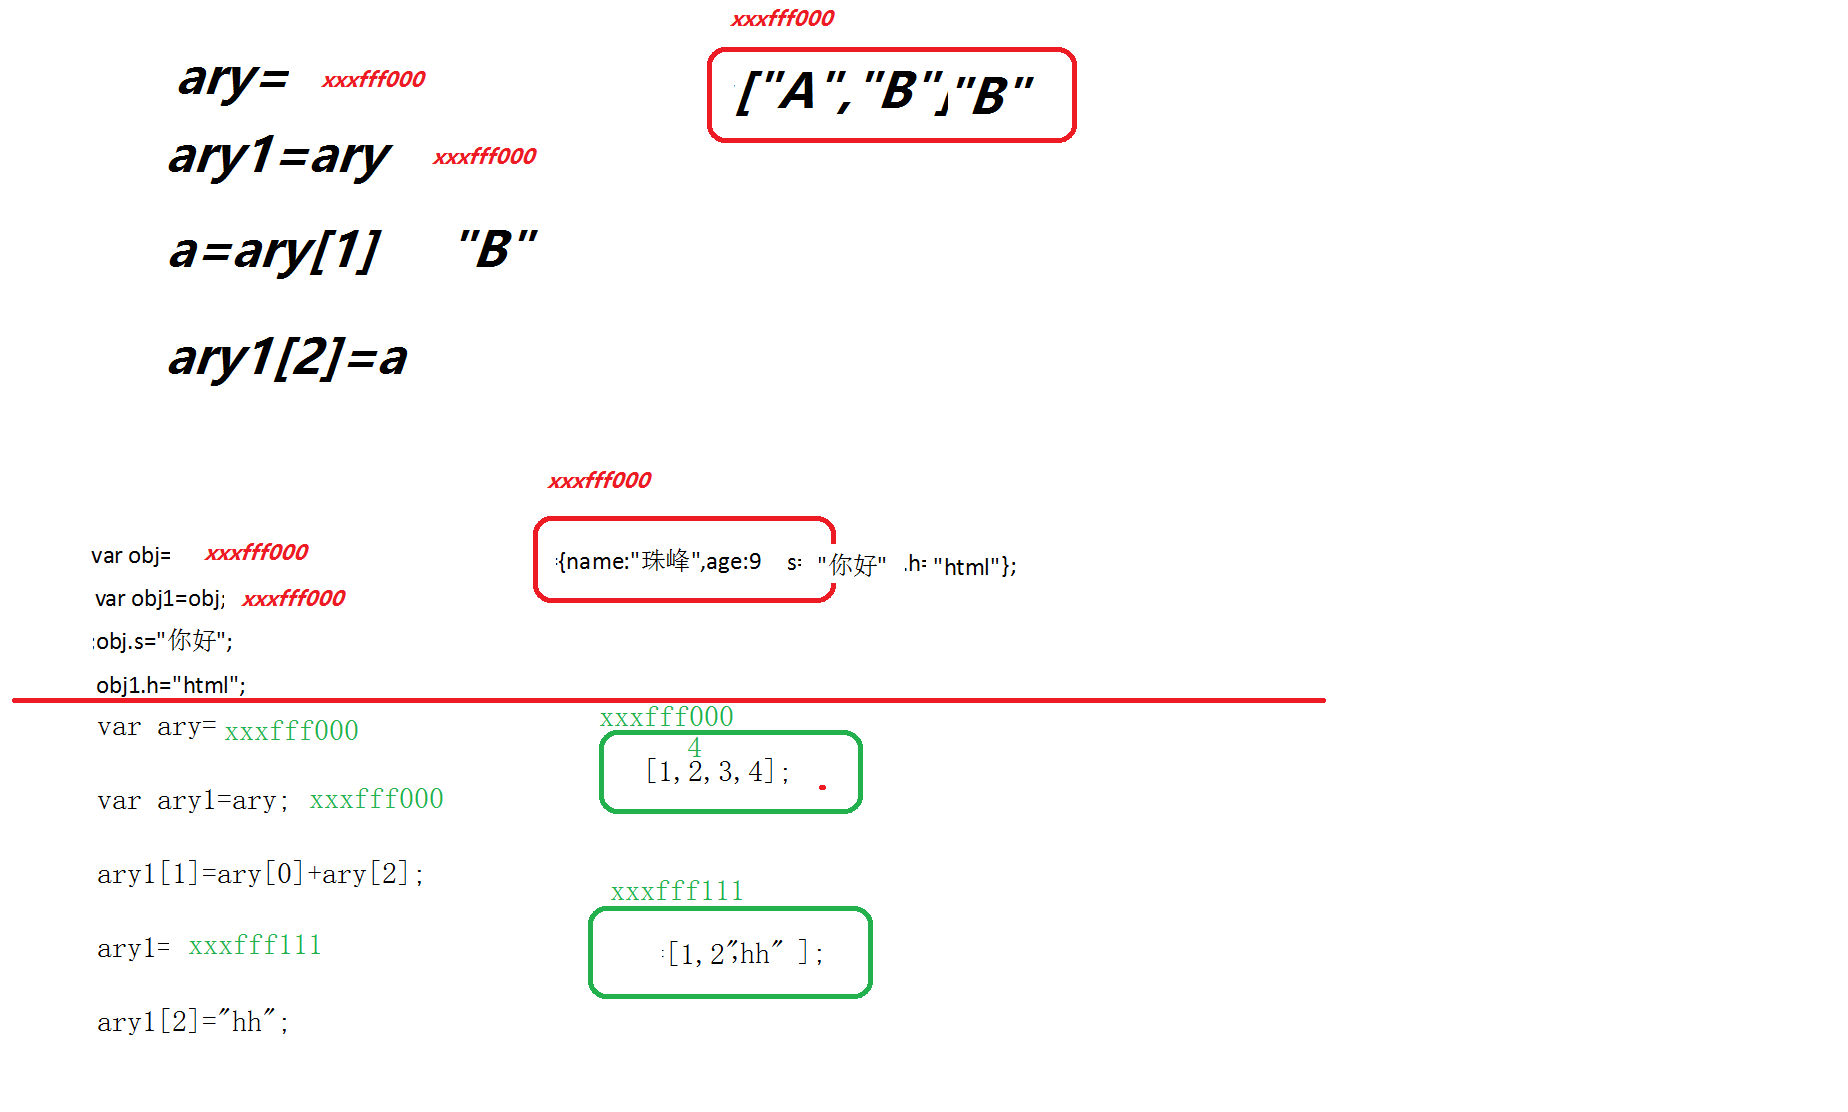 xxxfff000
ary= xxxfff000
["A","B"] "B"
ary1=ary xxxfff000
a=ary[1] "B"
ary1[2]=a
xxxfff000
var obj= xxxfff000
{name:"珠峰",age:9 s= "你好" .h= "html"};
var obj1=obj; xxxfff000
obj.s="你好";
obj1.h="html";
var ary= xxxfff000
xxxfff000
4
[1,2,3,4];
var ary1=ary; xxxfff000
ary1[1]=ary[0]+ary[2];
xxxfff111
ary1= xxxfff111
=[1,2,"hh" ];
ary1[2]="hh";